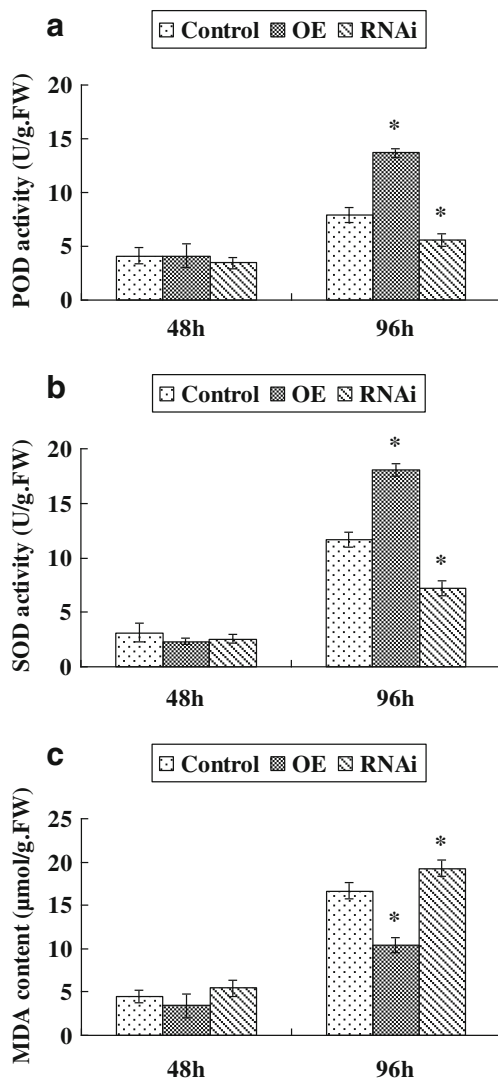 a
Control OE RNAi
POD activity (U/g.FW)
20
15
10
5
0
*
*
48h 96h
b
Control OE RNAi
SOD activity (U/g.FW)
20
15
10
5
0
*
*
48h 96h
c
Control OE RNAi
MDA content (μmol/g.FW)
25
20
15
10
5
0
*
*
48h 96h